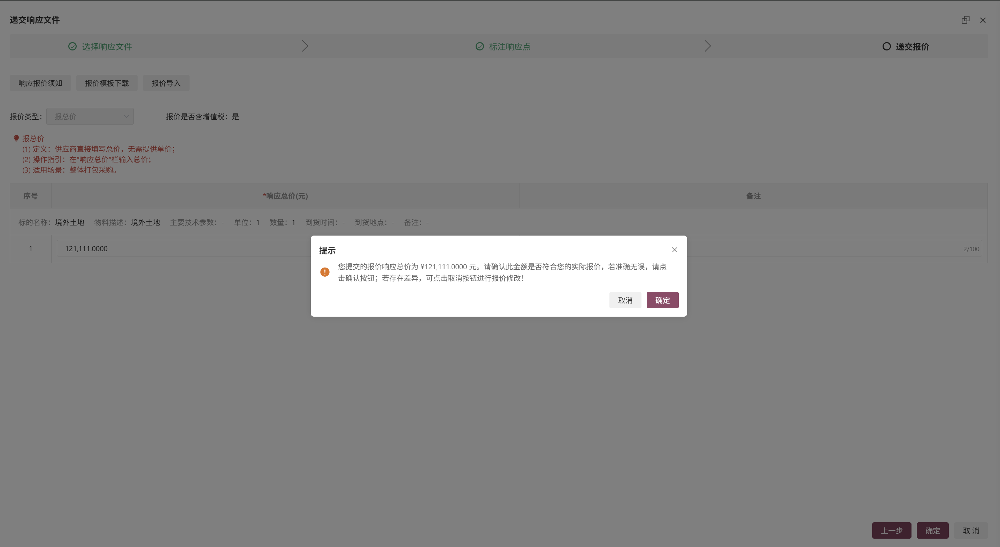 递交响应文件
选择响应文件
标注响应点
递交报价
响应报价须知 报价模板下载 报价导入
报价类型： 报总价 报价是否含增值税：是
报总价
(1) 定义：供应商直接填写总价，无需提供单价；
(2) 操作指引：在“响应总价”栏输入总价；
(3) 适用场景：整体打包采购。
序号 *响应总价(元) 备注
标的名称：境外土地 物料描述：境外土地 主要技术参数：- 单位：1 数量：1 到货时间：- 到货地点：- 备注：-
1 121,111.0000 2/100
提示
您提交的报价响应总价为 ¥121,111.0000 元。请确认此金额是否符合您的实际报价，若准确无误，请点
击确认按钮；若存在差异，可点击取消按钮进行报价修改！
取消 确定
上一步 确定 取 消